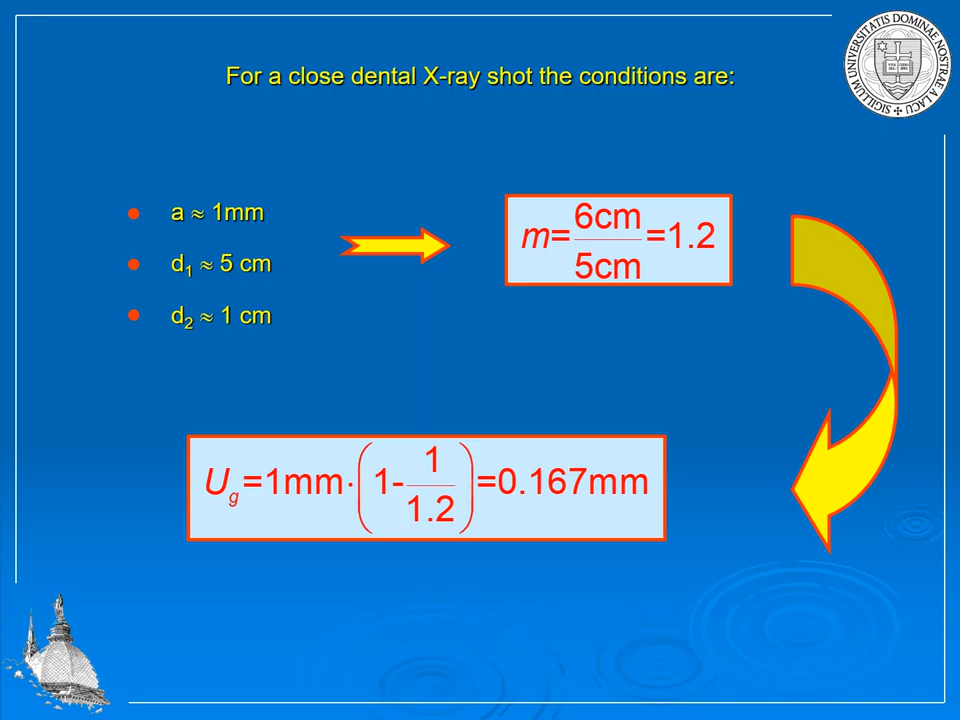 For a close dental X-ray shot the conditions are:
SIGILLUM UNIVERSITATIS DOMINAE NOSTRAE A LACU
a ≈ 1mm
d₁ ≈ 5 cm
d₂ ≈ 1 cm
m=6cm/5cm=1.2
U_g=1mm·(1-1/1.2)=0.167mm